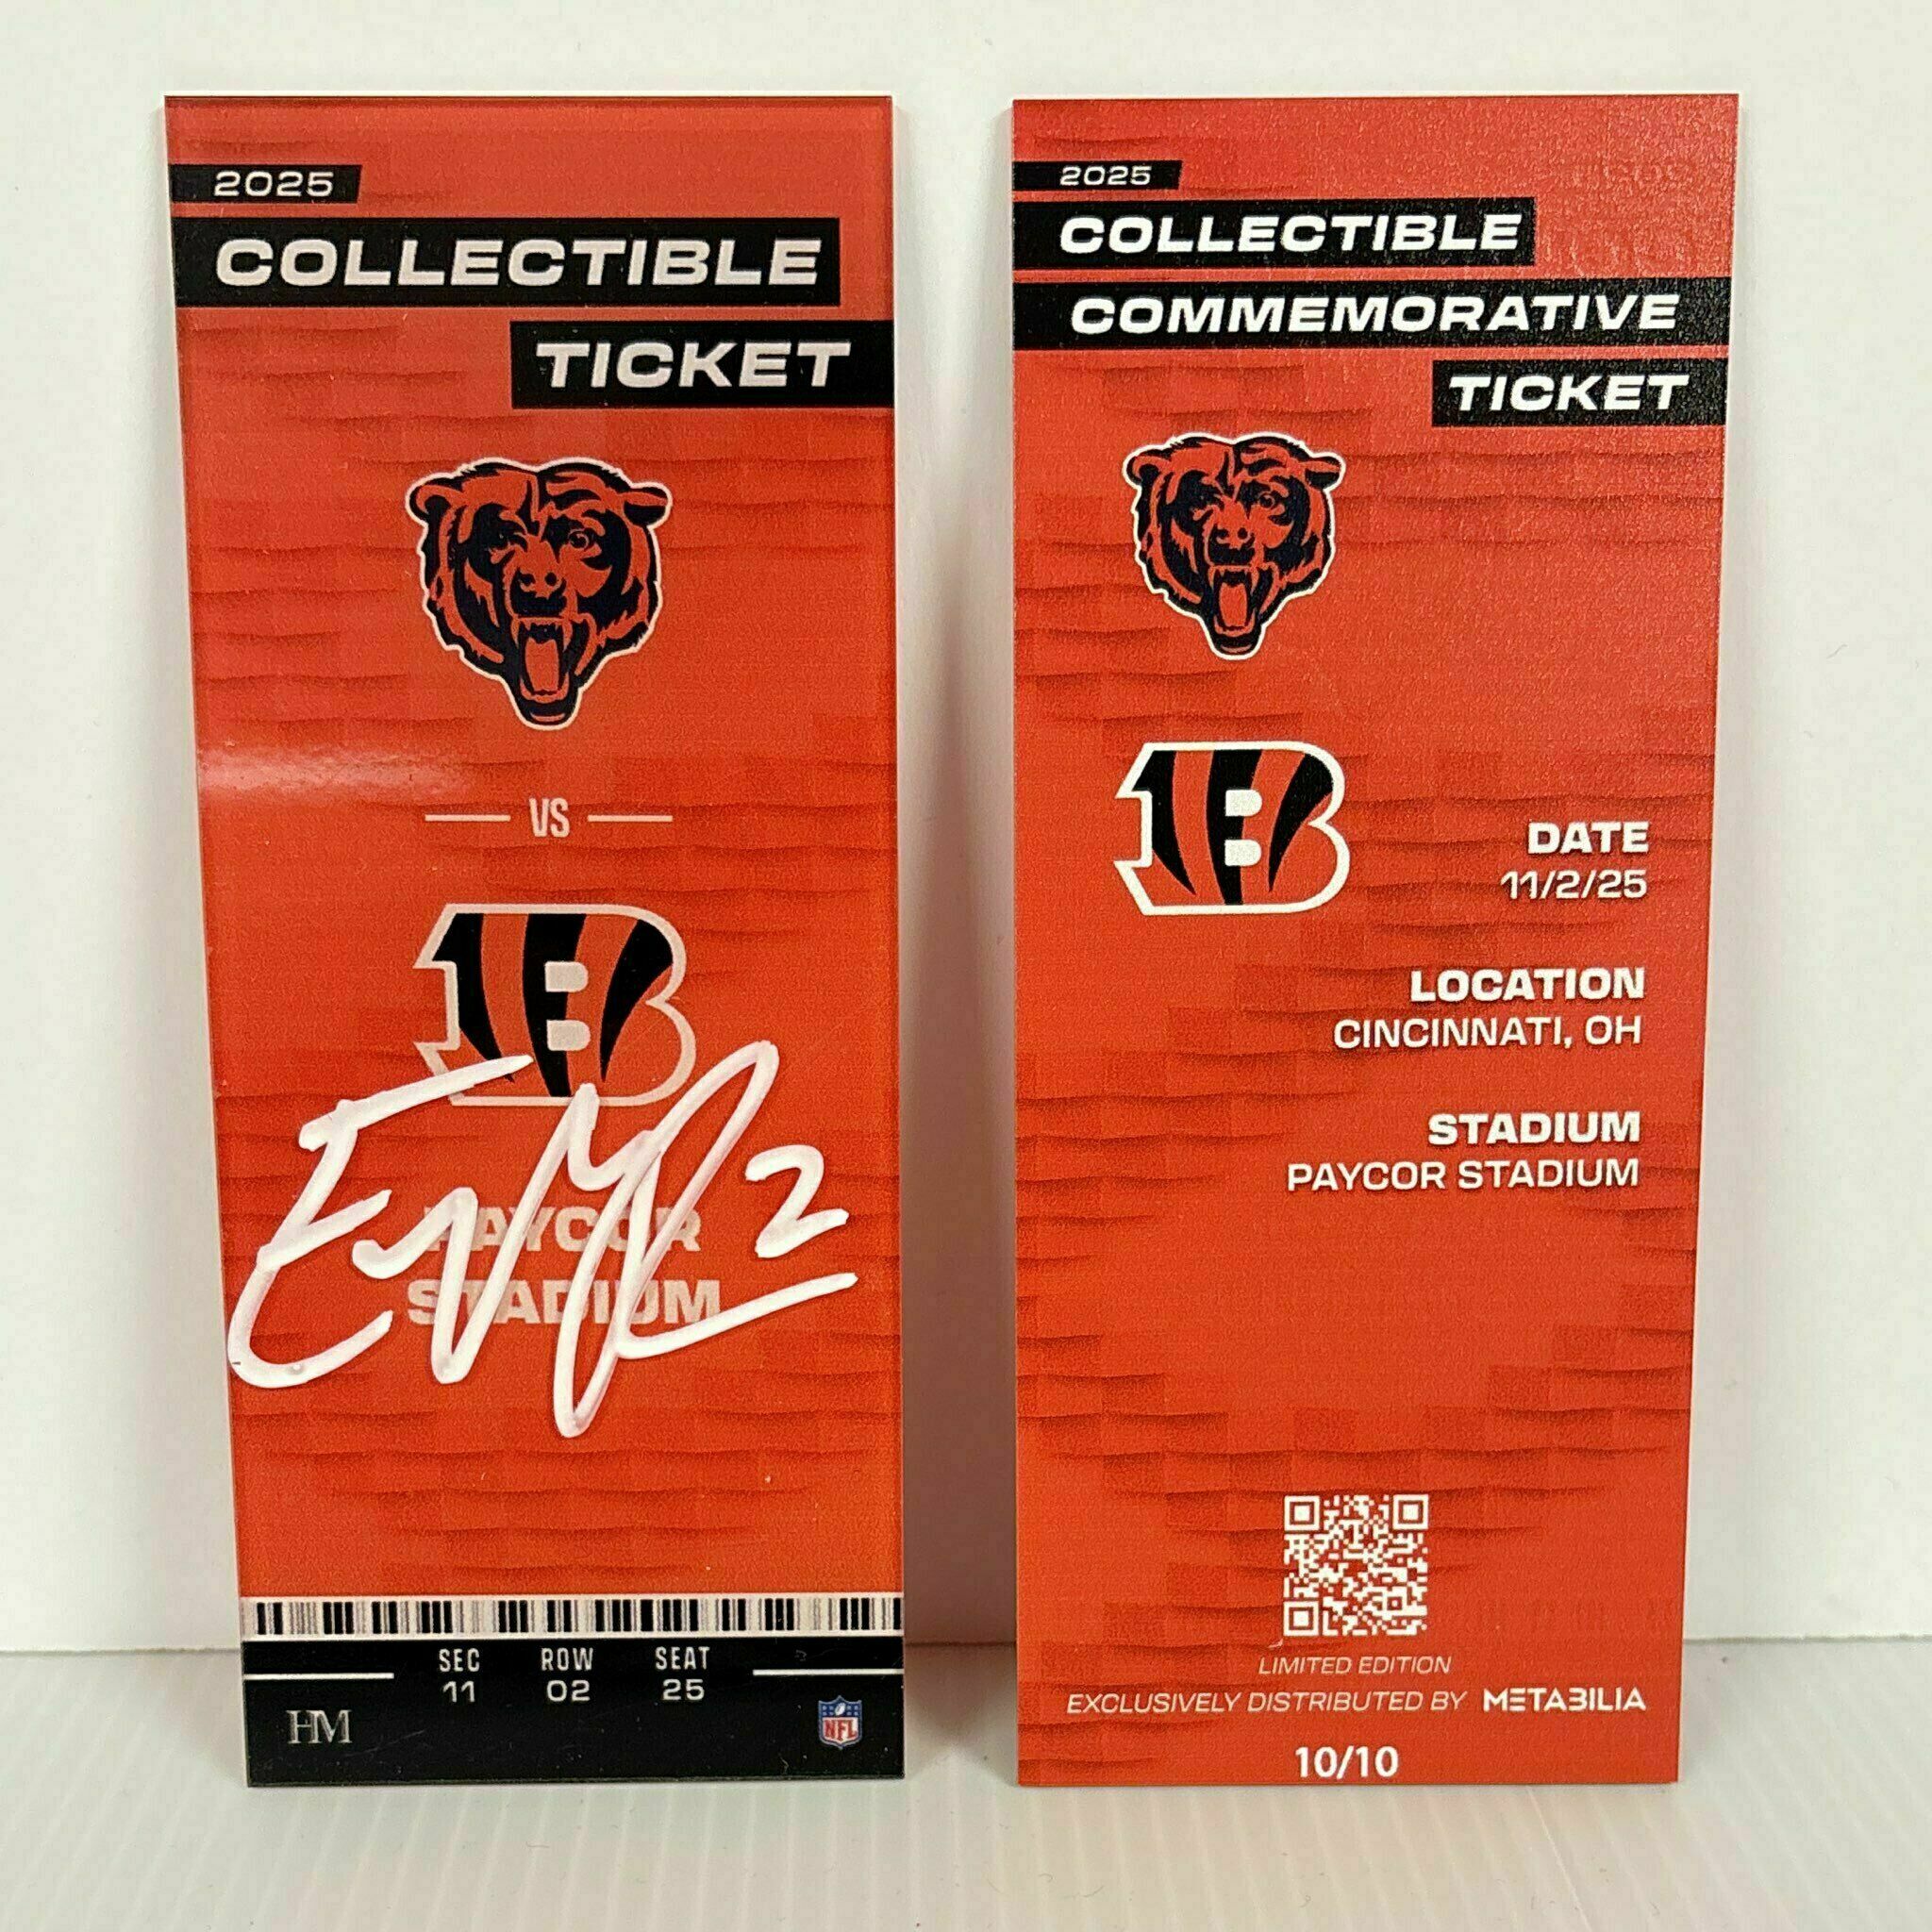 2025
COLLECTIBLE
TICKET
VS
PAYCOR
STADIUM
2
SEC ROW SEAT
11 02 25
HM
NFL
2025
COLLECTIBLE
COMMEMORATIVE
TICKET
B
DATE
11/2/25
LOCATION
CINCINNATI, OH
STADIUM
PAYCOR STADIUM
LIMITED EDITION
EXCLUSIVELY DISTRIBUTED BY METABILIA
10/10